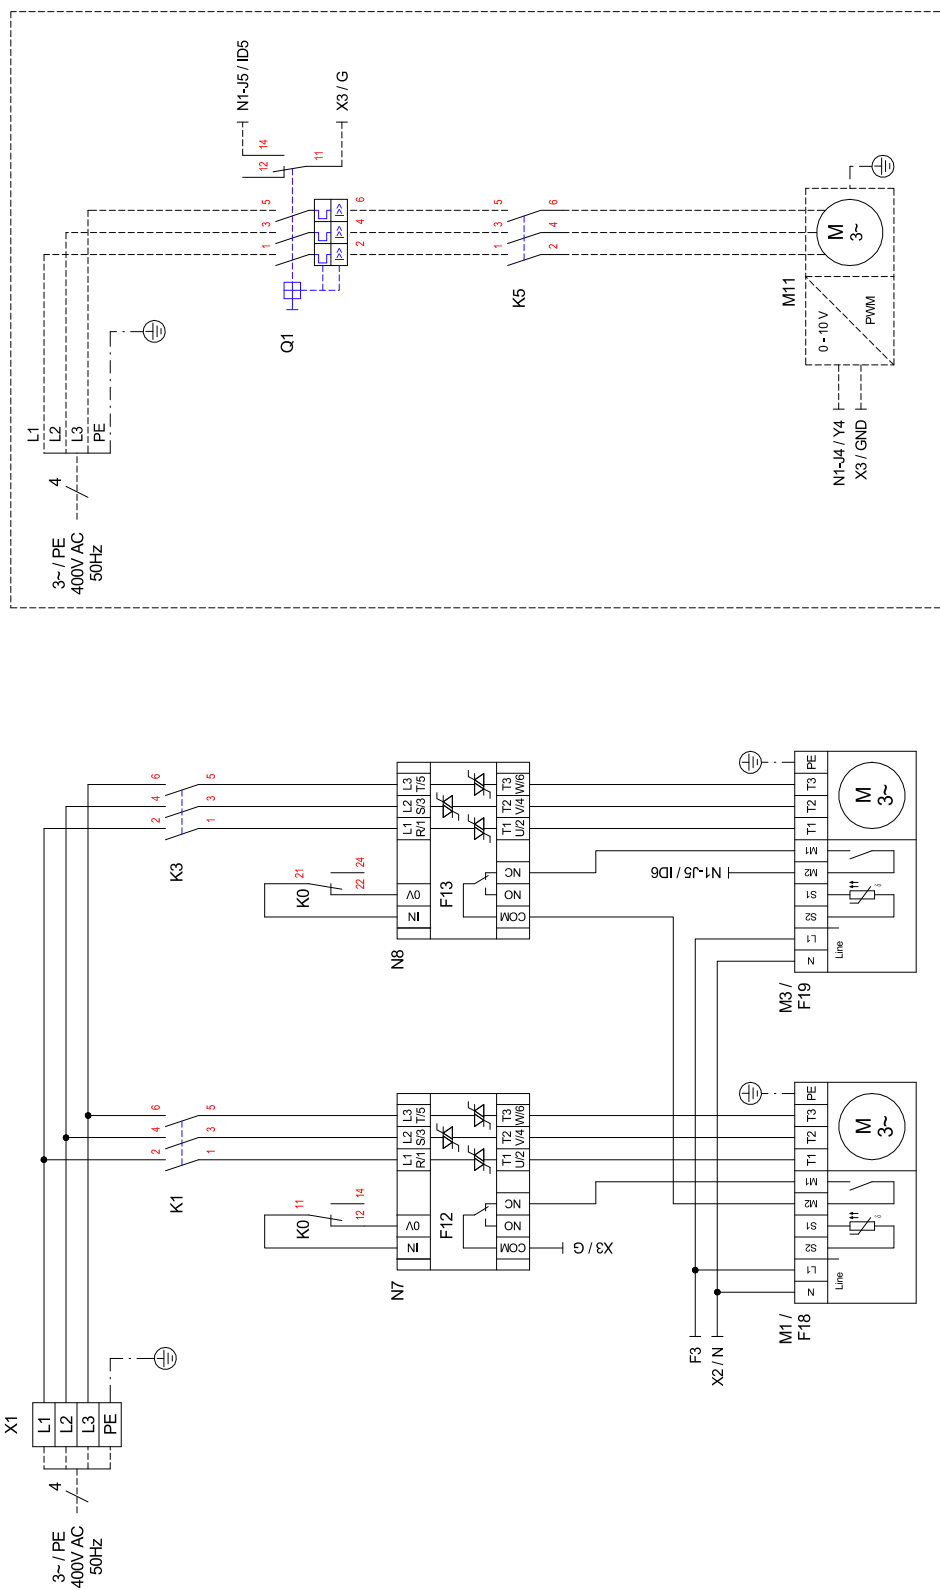 X1
L1
L2
L3
PE
4
3~ / PE
400V AC
50Hz
K1
2
4
6
1
3
5
K0
11
12
14
N7
IN
0V
L1
R/1
L2
S/3
L3
T/5
F12
COM
NO
NC
T1
U/2
T2
V/4
T3
W/6
X3 / G
F3
X2 / N
M1 /
F18
N
L1
S2
S1
M2
M1
T1
T2
T3
PE
Line
M
3~
K3
2
4
6
1
3
5
K0
21
22
24
N8
IN
0V
L1
R/1
L2
S/3
L3
T/5
F13
COM
NO
NC
T1
U/2
T2
V/4
T3
W/6
N1-J5 / ID6
M3 /
F19
N
L1
S2
S1
M2
M1
T1
T2
T3
PE
Line
M
3~
3~ / PE
400V AC
50Hz
4
L1
L2
L3
PE
Q1
1
3
5
12
14
11
N1-J5 / ID5
X3 / G
I>>
I>>
I>>
2
4
6
K5
1
3
5
2
4
6
M11
0 - 10 V
PWM
M
3~
N1-J4 / Y4
X3 / GND